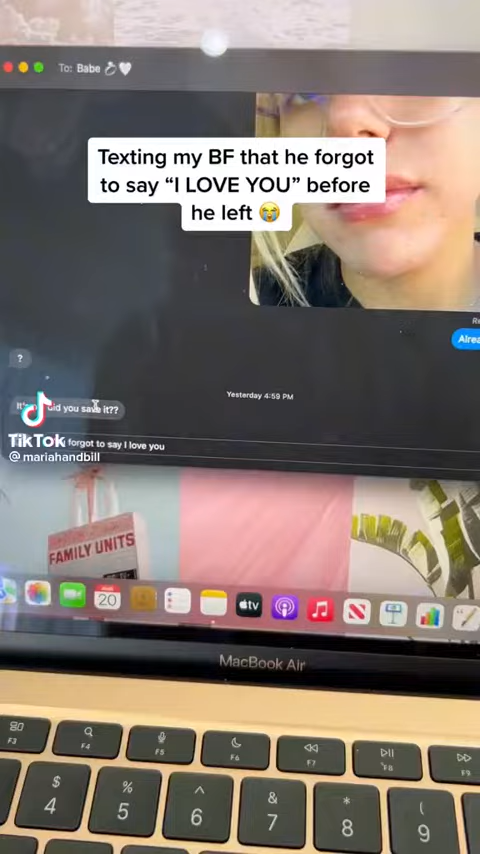 To: Babe 💍🤍
Texting my BF that he forgot
to say “I LOVE YOU” before
he left 😭
?
Yesterday 4:59 PM
did you save it??
forgot to say I love you
TikTok
@mariahandbill
FAMILY UNITS
20
tv
MacBook Air
F3
F4
F5
F6
F7
F8
F9
$
4
%
5
^
6
&
7
*
8
(
9